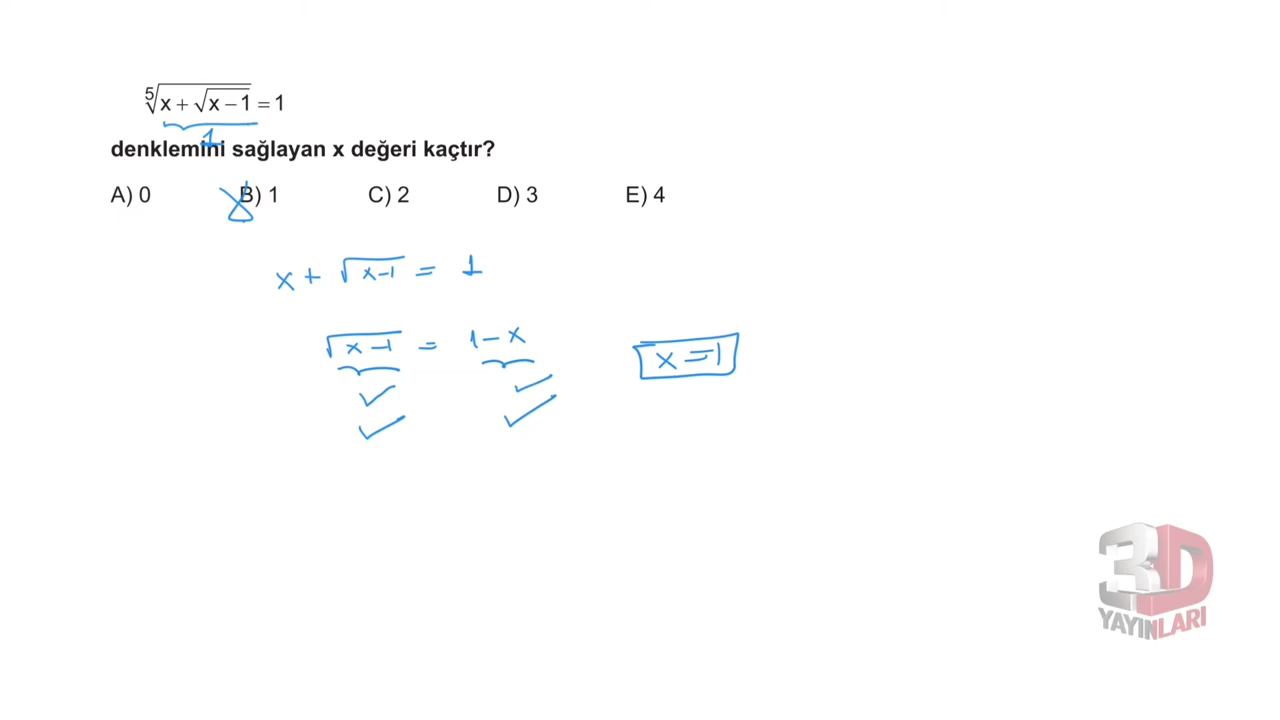 ⁵√(x + √(x − 1)) = 1
1
denklemini sağlayan x değeri kaçtır?
A) 0 B) 1 C) 2 D) 3 E) 4
x + √(x−1) = 1
√(x−1) = 1−x
x = 1
3D
YAYINLARI